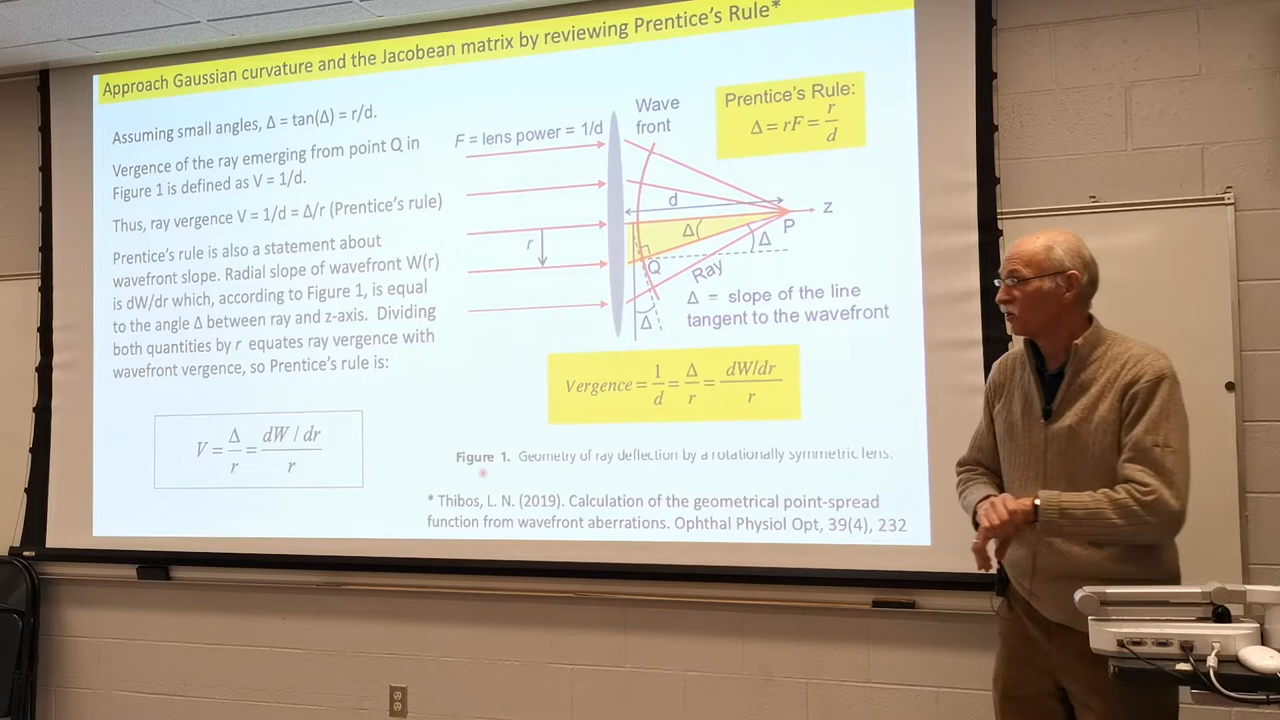 Approach Gaussian curvature and the Jacobean matrix by reviewing Prentice's Rule*
Assuming small angles, Δ = tan(Δ) = r/d.
Vergence of the ray emerging from point Q in
Figure 1 is defined as V = 1/d.
Thus, ray vergence V = 1/d = Δ/r (Prentice's rule)
Prentice's rule is also a statement about
wavefront slope. Radial slope of wavefront W(r)
is dW/dr which, according to Figure 1, is equal
to the angle Δ between ray and z-axis. Dividing
both quantities by r equates ray vergence with
wavefront vergence, so Prentice's rule is:
V = Δ/r = (dW / dr)/r
F = lens power = 1/d
Wave
front
Prentice's Rule:
Δ = rF = r/d
r
d
z
P
Δ
Δ
Q
Ray
Δ
Δ = slope of the line
tangent to the wavefront
Vergence = 1/d = Δ/r = (dW/dr)/r
Figure 1. Geometry of ray deflection by a rotationally symmetric lens.
* Thibos, L. N. (2019). Calculation of the geometrical point-spread
function from wavefront aberrations. Ophthal Physiol Opt, 39(4), 232